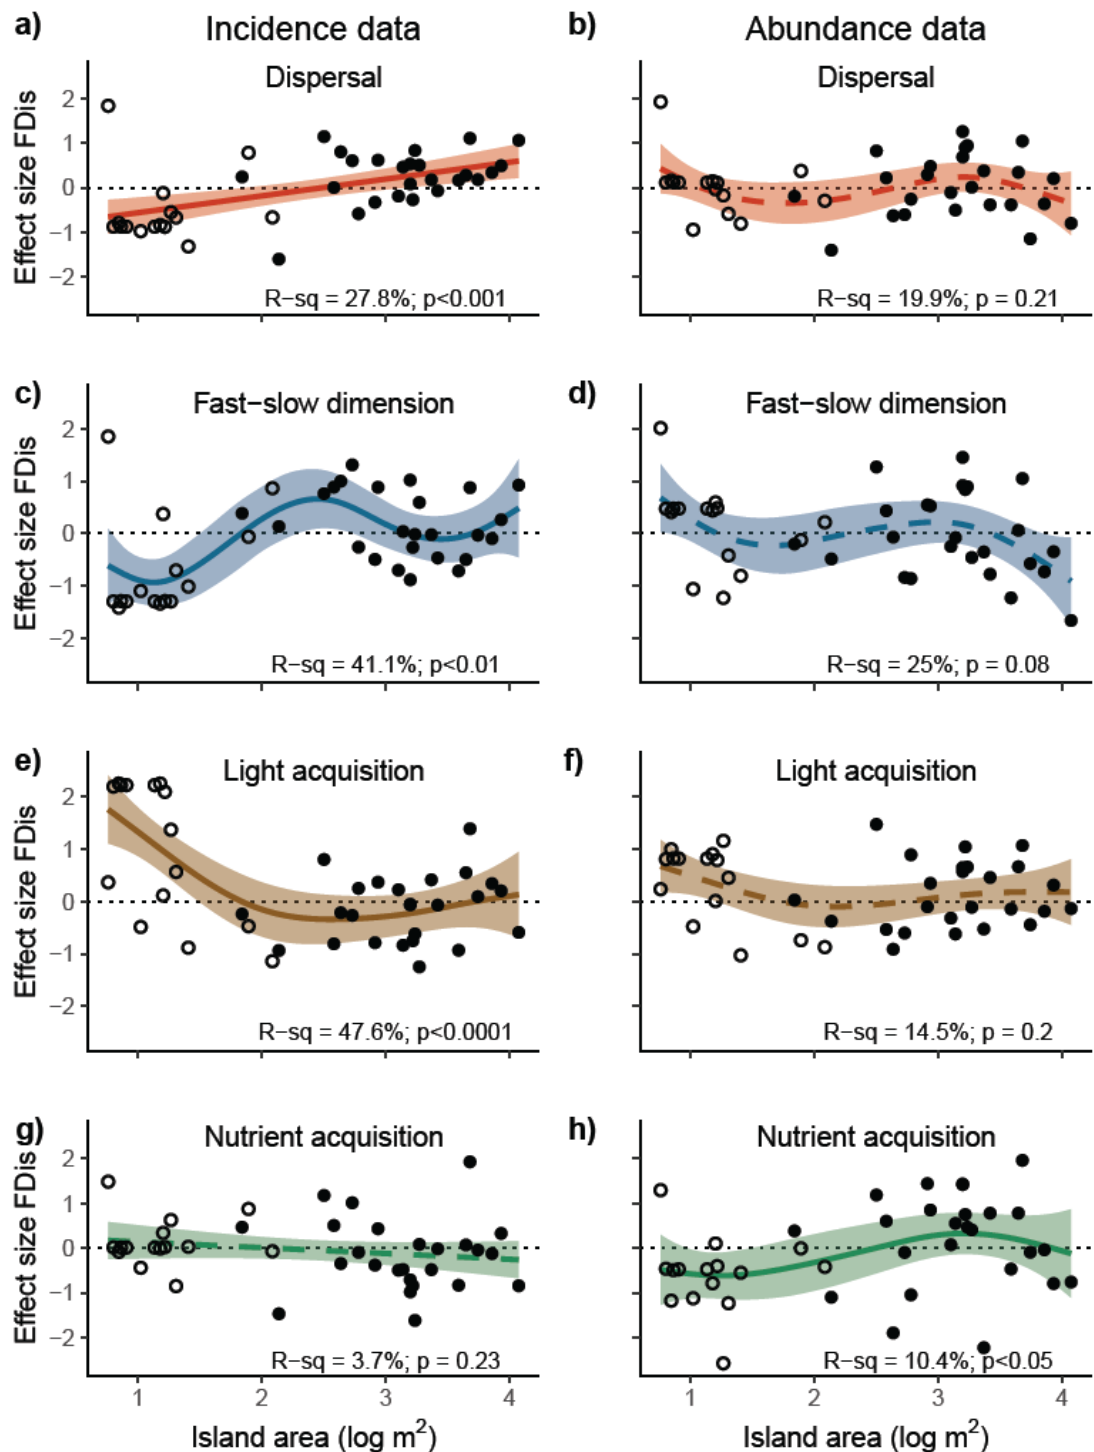 a) Incidence data
b) Abundance data
Dispersal
Effect size FDis
2
1
0
−1
−2
R−sq = 27.8%; p<0.001
Dispersal
R−sq = 19.9%; p = 0.21
c) Fast−slow dimension
Effect size FDis
2
1
0
−1
−2
R−sq = 41.1%; p<0.01
d) Fast−slow dimension
R−sq = 25%; p = 0.08
e) Light acquisition
Effect size FDis
2
1
0
−1
−2
R−sq = 47.6%; p<0.0001
f) Light acquisition
R−sq = 14.5%; p = 0.2
g) Nutrient acquisition
Effect size FDis
2
1
0
−1
−2
R−sq = 3.7%; p = 0.23
1 2 3 4
Island area (log m²)
h) Nutrient acquisition
R−sq = 10.4%; p<0.05
1 2 3 4
Island area (log m²)